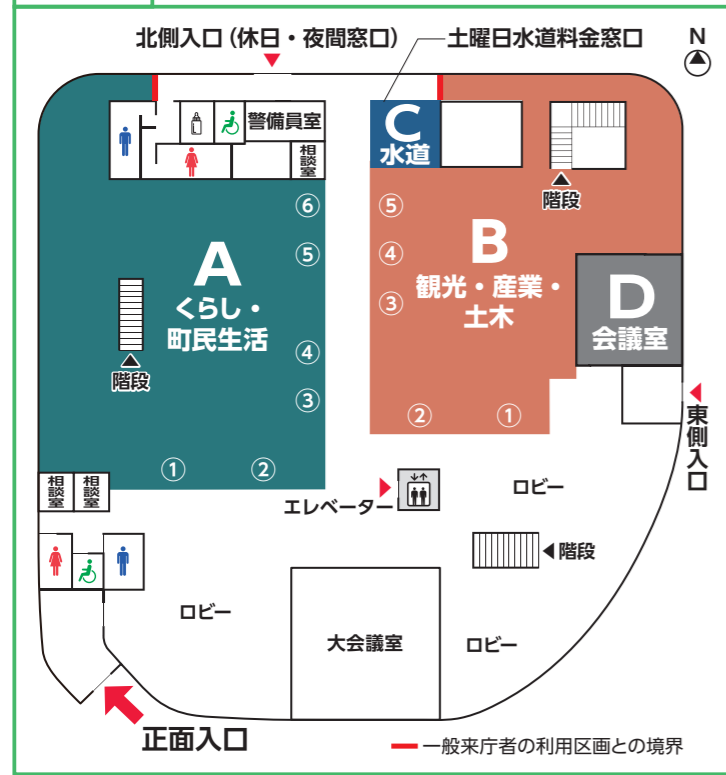 北側入口（休日・夜間窓口）
土曜日水道料金窓口
N
警備員室
相談室
C
水道
階段
⑥
⑤
④
③
①
②
A
くらし・
町民生活
階段
⑤
④
③
②
①
B
観光・産業・
土木
D
会議室
東側入口
相談室
相談室
エレベーター
ロビー
階段
ロビー
大会議室
ロビー
正面入口
一般来庁者の利用区画との境界